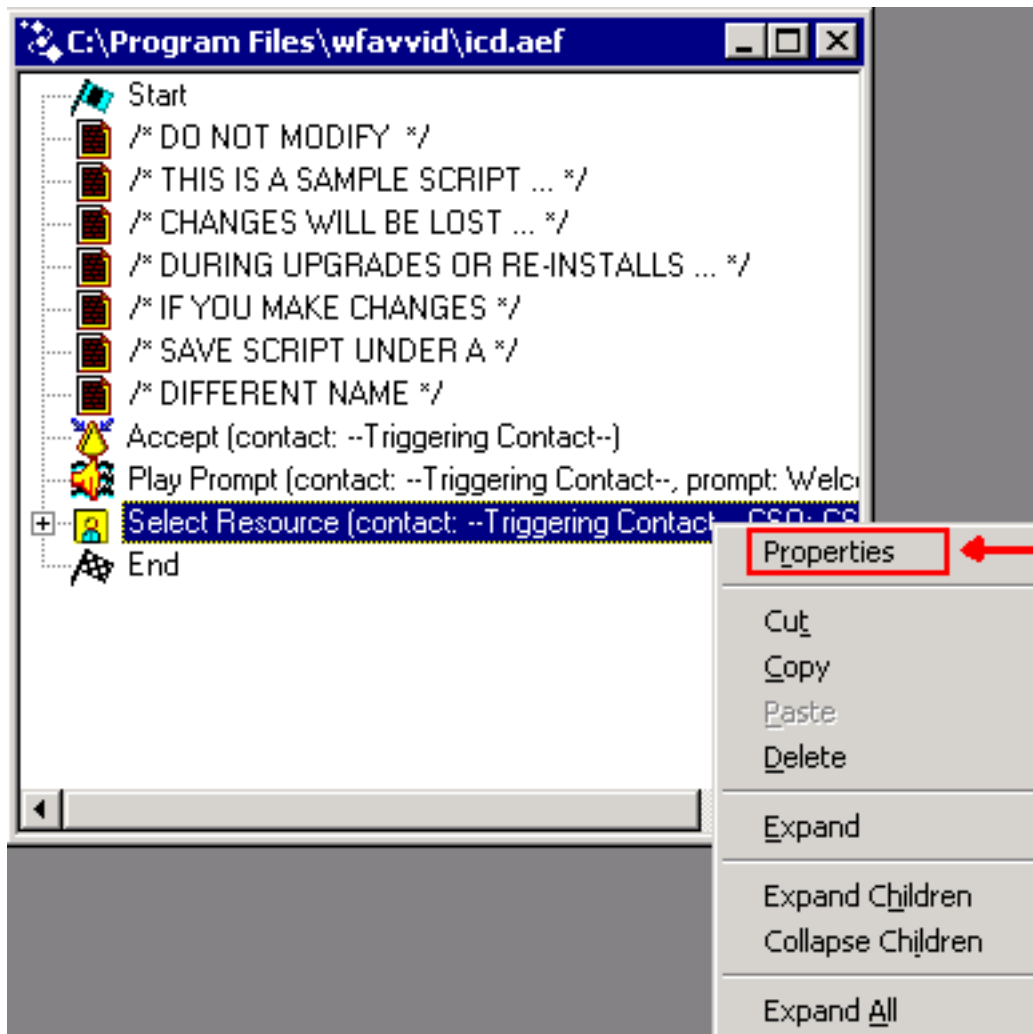 C:\Program Files\wfavvid\icd.aef
Start
/* DO NOT MODIFY */
/* THIS IS A SAMPLE SCRIPT ... */
/* CHANGES WILL BE LOST ... */
/* DURING UPGRADES OR RE-INSTALLS ... */
/* IF YOU MAKE CHANGES */
/* SAVE SCRIPT UNDER A */
/* DIFFERENT NAME */
Accept (contact: --Triggering Contact--)
Play Prompt (contact: --Triggering Contact--, prompt:
Select Resource (contact: --Triggering Contact
End
Properties
Cut
Copy
Paste
Delete
Expand
Expand Children
Collapse Children
Expand All